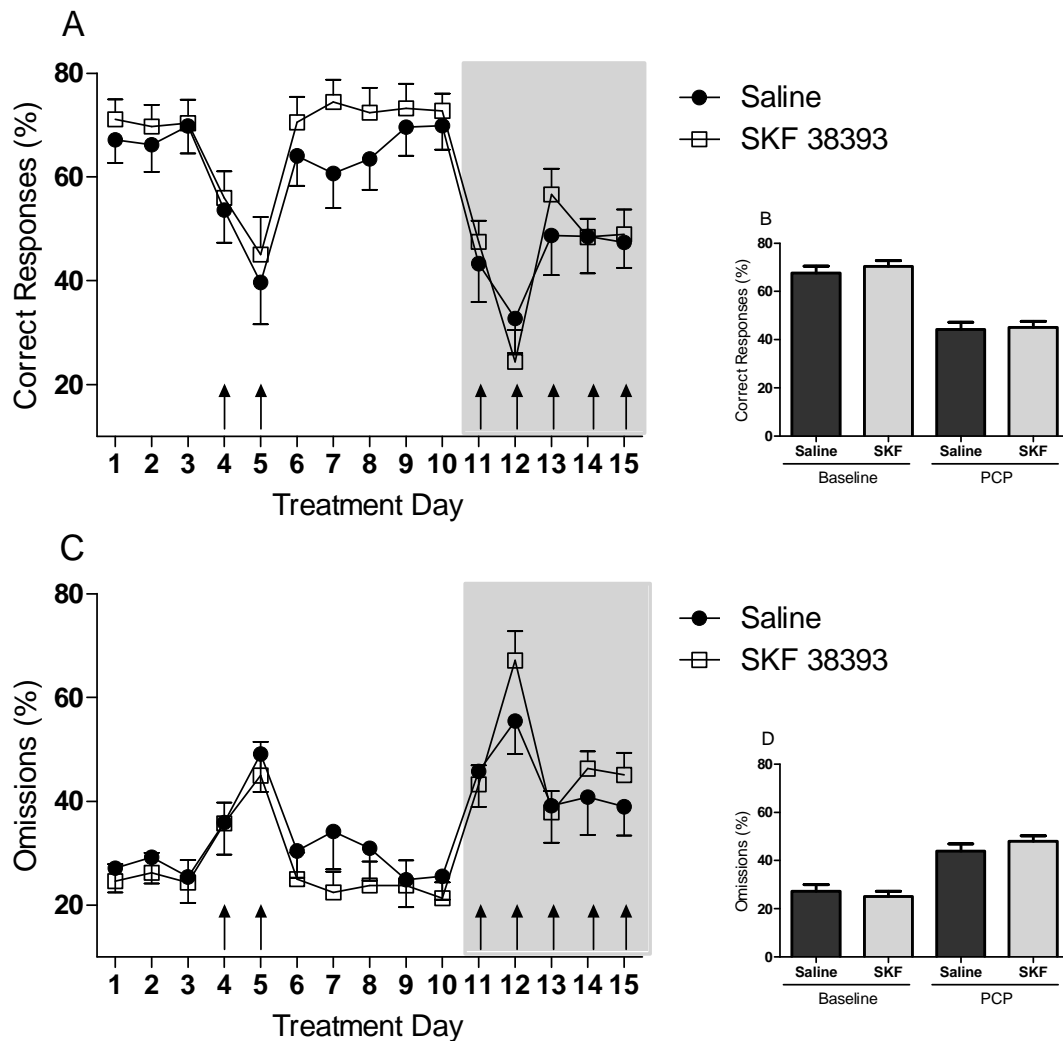 A
80
60
40
20
Correct Responses (%)
1 2 3 4 5 6 7 8 9 10 11 12 13 14 15
Treatment Day
Saline
SKF 38393
B
80
60
40
20
0
Correct Responses (%)
Saline SKF Saline SKF
Baseline PCP
C
80
60
40
20
Omissions (%)
1 2 3 4 5 6 7 8 9 10 11 12 13 14 15
Treatment Day
Saline
SKF 38393
D
80
60
40
20
0
Omissions (%)
Saline SKF Saline SKF
Baseline PCP